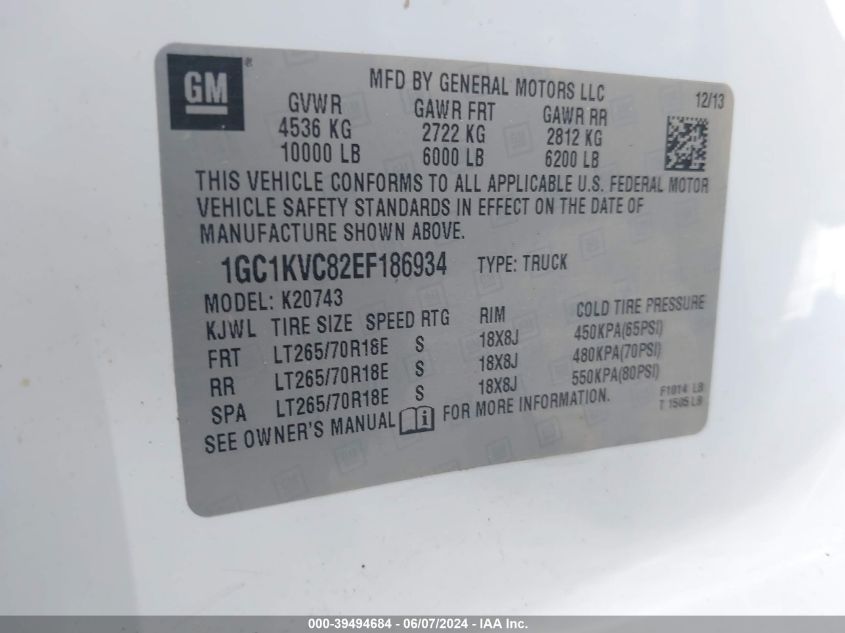 GM ®
MFD BY GENERAL MOTORS LLC
12/13
GVWR GAWR FRT GAWR RR
4536 KG 2722 KG 2812 KG
10000 LB 6000 LB 6200 LB
THIS VEHICLE CONFORMS TO ALL APPLICABLE U.S. FEDERAL MOTOR
VEHICLE SAFETY STANDARDS IN EFFECT ON THE DATE OF
MANUFACTURE SHOWN ABOVE.
1GC1KVC82EF186934 TYPE: TRUCK
MODEL: K20743
KJWL TIRE SIZE SPEED RTG RIM COLD TIRE PRESSURE
FRT LT265/70R18E S 18X8J 450KPA(65PSI)
RR LT265/70R18E S 18X8J 480KPA(70PSI)
SPA LT265/70R18E S 18X8J 550KPA(80PSI)
SEE OWNER'S MANUAL FOR MORE INFORMATION.
F1014 LB
T 1505 LB
000-39494684 - 06/07/2024 - IAA Inc.